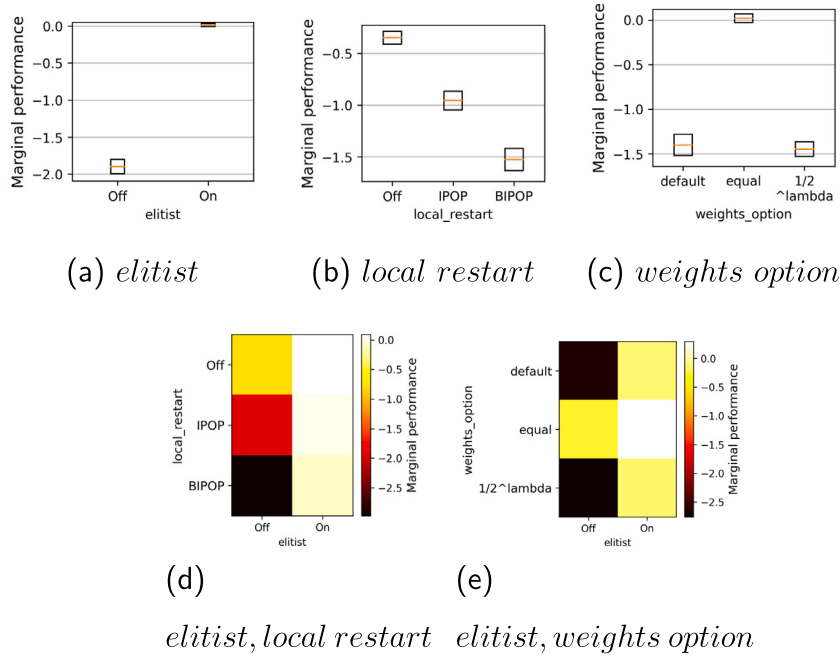 Marginal performance
0.0
−0.5
−1.0
−1.5
−2.0
Off On
elitist
(a) elitist
Marginal performance
−0.5
−1.0
−1.5
Off IPOP BIPOP
local_restart
(b) local restart
Marginal performance
0.0
−0.5
−1.0
−1.5
default equal 1/2
^lambda
weights_option
(c) weights option
local_restart
Off
IPOP
BIPOP
Off On
elitist
0.0
−0.5
−1.0
−1.5
−2.0
−2.5
Marginal performance
(d)
elitist, local restart
weights_option
default
equal
1/2^lambda
Off On
elitist
0.0
−0.5
−1.0
−1.5
−2.0
−2.5
Marginal performance
(e)
elitist, weights option